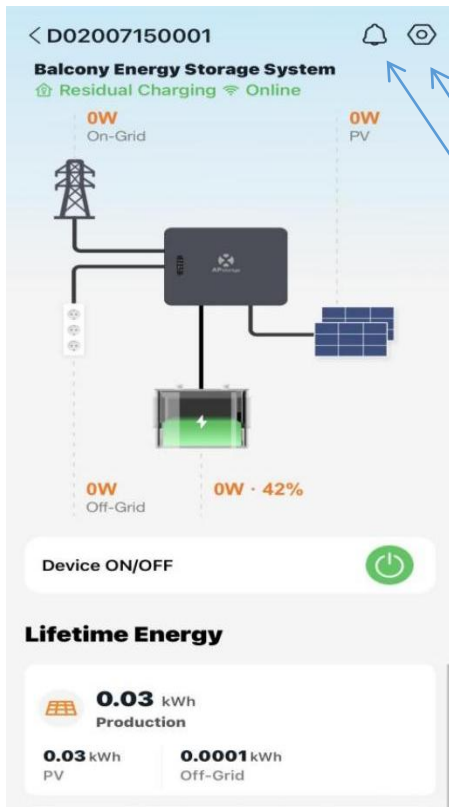 D02007150001
Balcony Energy Storage System
Residual Charging Online
0W 0W
On-Grid PV
APsystems
0W 0W · 42%
Off-Grid
Device ON/OFF
Lifetime Energy
0.03 kWh
Production
0.03 kWh 0.0001 kWh
PV Off-Grid